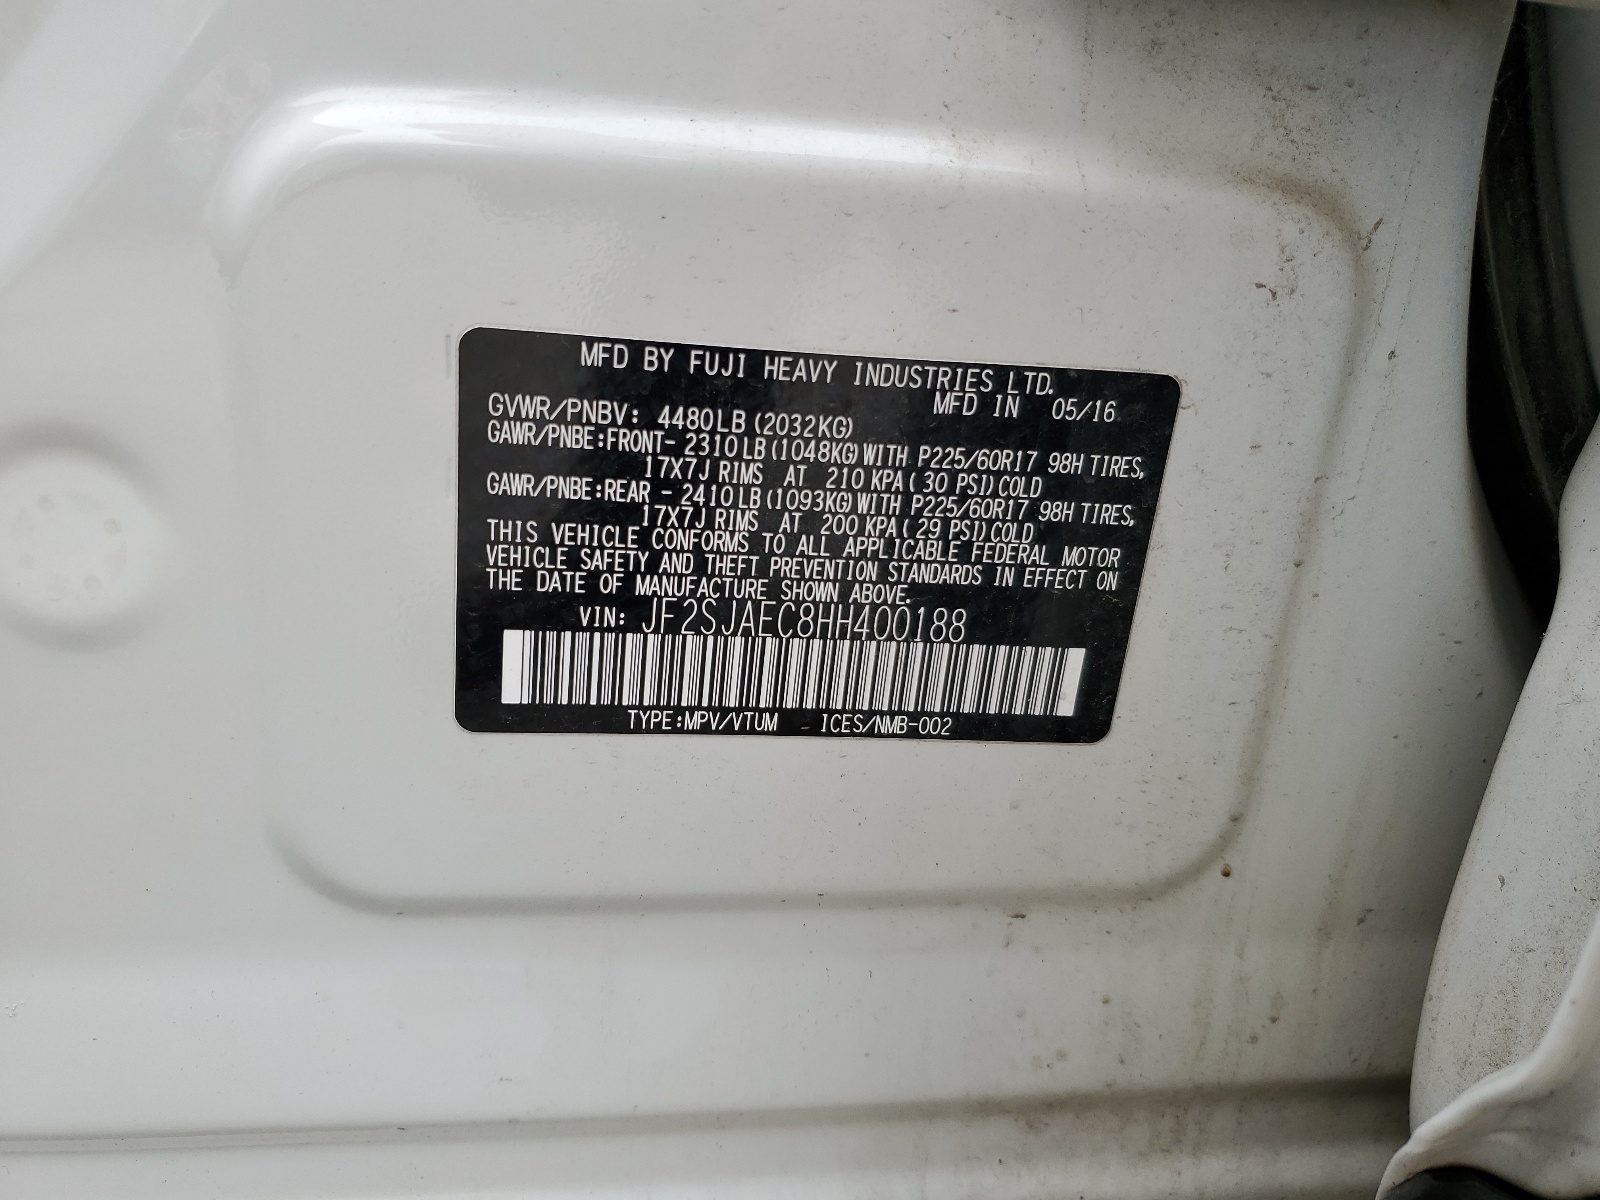 MFD BY FUJI HEAVY INDUSTRIES LTD.
MFD IN 05/16
GVWR/PNBV: 4480LB (2032KG)
GAWR/PNBE:FRONT- 2310LB (1048KG) WITH P225/60R17 98H TIRES,
17X7J RIMS AT 210 KPA ( 30 PSI) COLD
GAWR/PNBE:REAR - 2410LB (1093KG) WITH P225/60R17 98H TIRES,
17X7J RIMS AT 200 KPA ( 29 PSI) COLD
THIS VEHICLE CONFORMS TO ALL APPLICABLE FEDERAL MOTOR
VEHICLE SAFETY AND THEFT PREVENTION STANDARDS IN EFFECT ON
THE DATE OF MANUFACTURE SHOWN ABOVE.
VIN: JF2SJAEC8HH400188
TYPE:MPV/VTUM - ICES/NMB-002